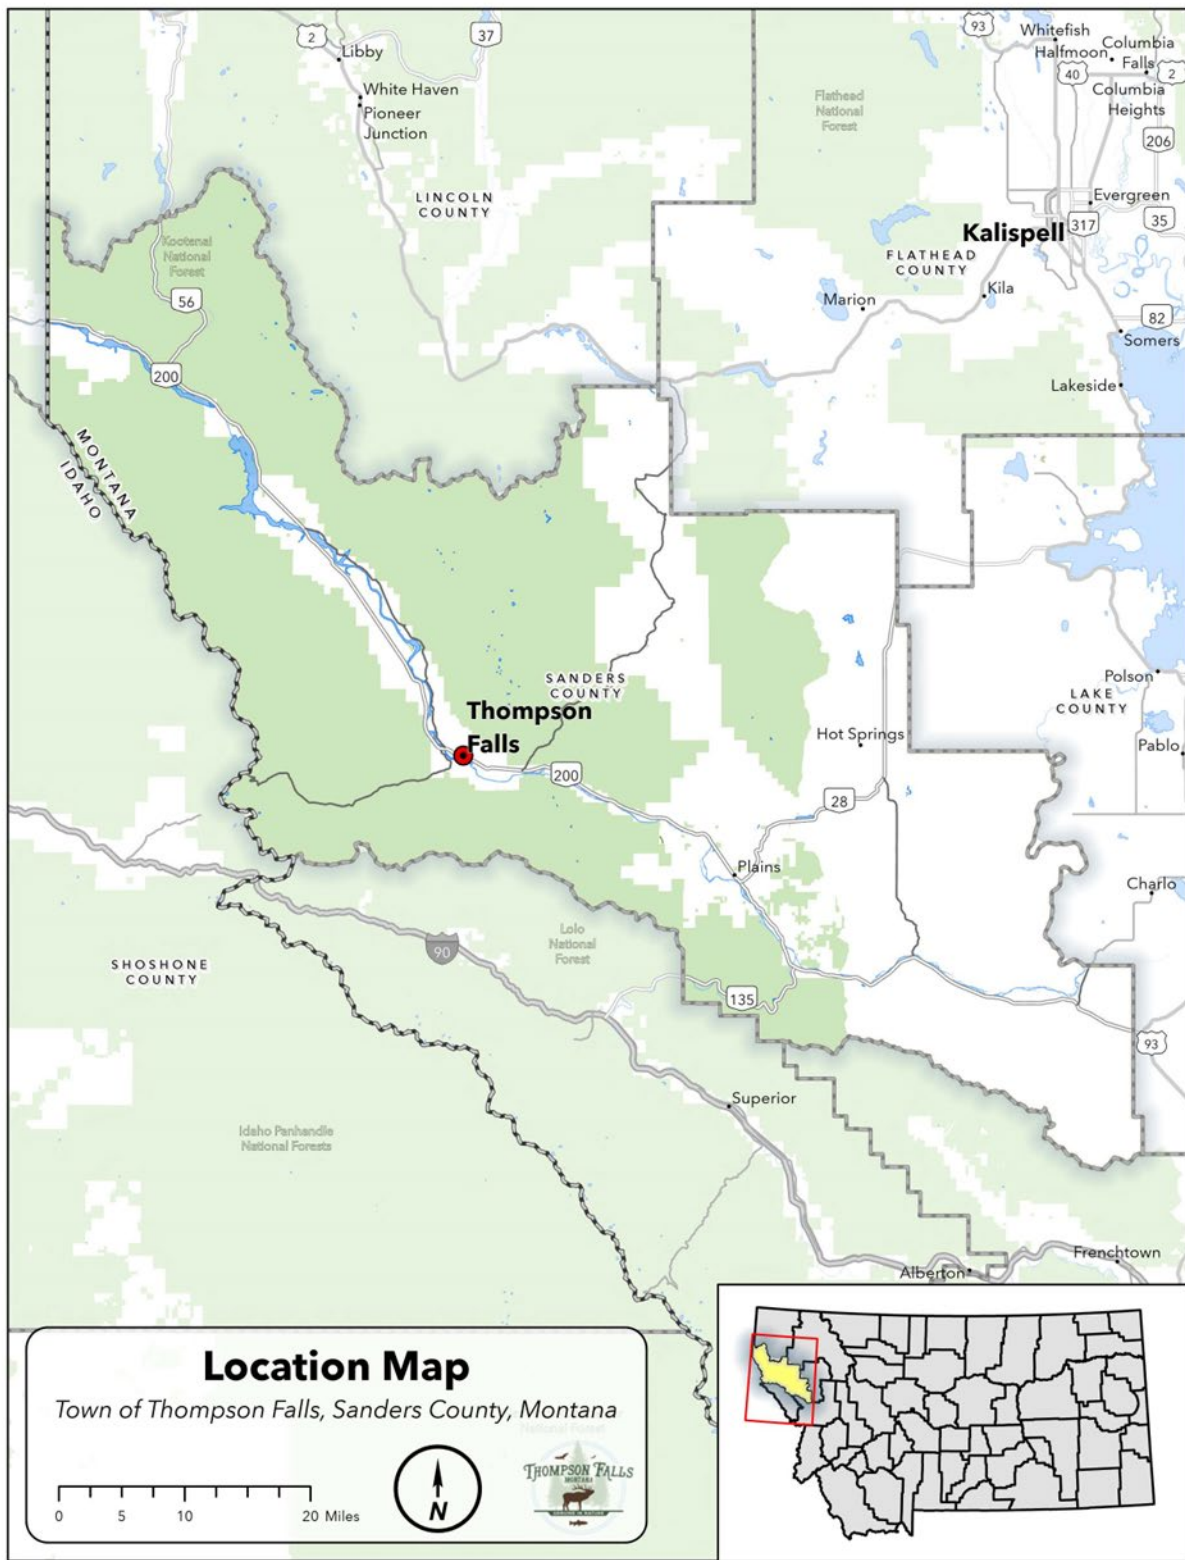 2
Libby
37
White Haven
Pioneer
Junction
93
Whitefish
Halfmoon
Columbia
Falls
40
2
Columbia
Heights
206
Flathead
National
Forest
LINCOLN
COUNTY
Evergreen
317
35
Kalispell
FLATHEAD
COUNTY
Kila
Marion
82
Somers
Lakeside
Kootenai
National
Forest
56
200
MONTANA
IDAHO
SANDERS
COUNTY
Thompson
Falls
200
Hot Springs
28
Plains
Polson
LAKE
COUNTY
Pablo
Charlo
SHOSHONE
COUNTY
90
Lolo
National
Forest
135
93
Superior
Idaho Panhandle
National Forests
Alberton
Frenchtown
Location Map
Town of Thompson Falls, Sanders County, Montana
National Forest
0 5 10 20 Miles
N
THOMPSON FALLS
MONTANA